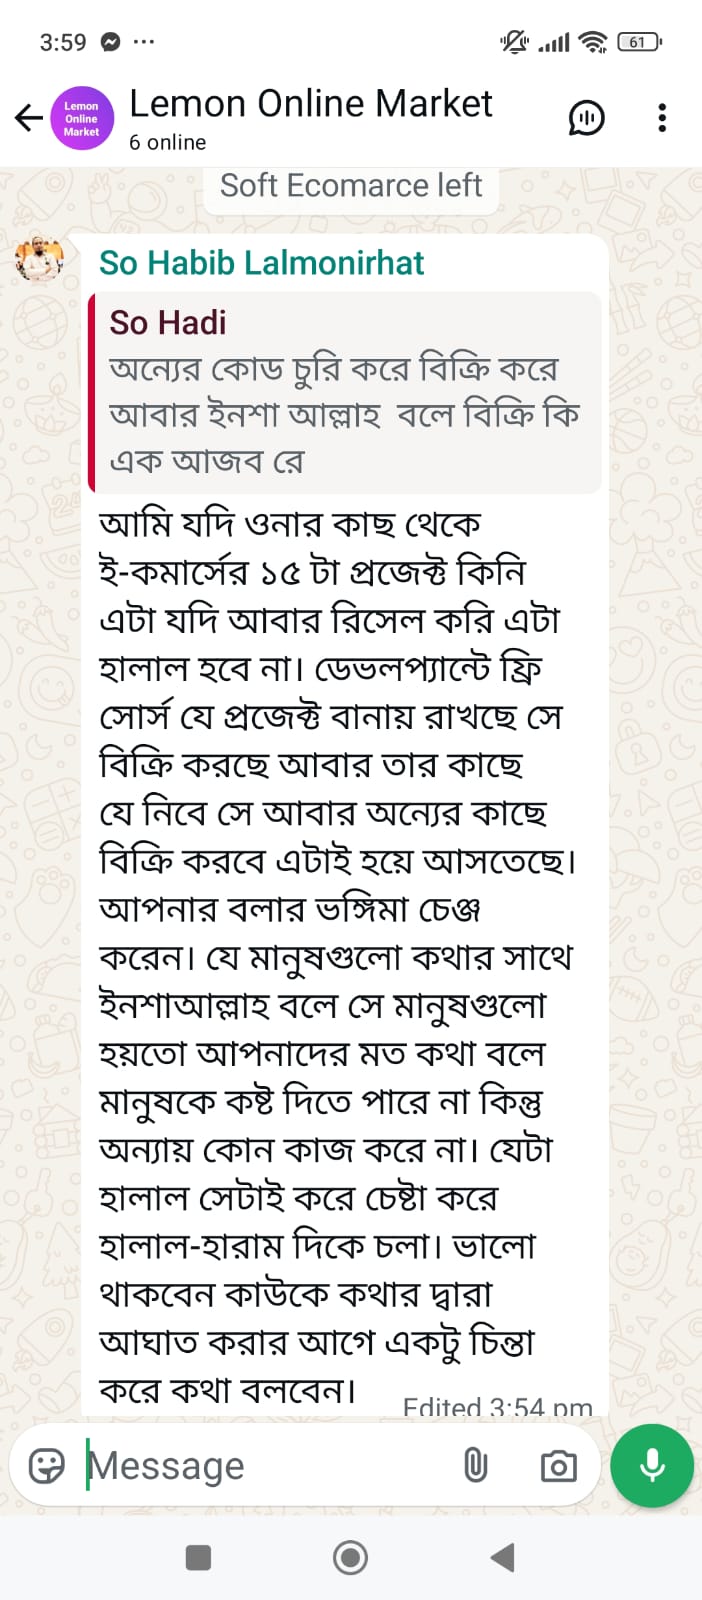 3:59
61
Lemon Online Market
Lemon Online Market
6 online
Soft Ecomarce left
So Habib Lalmonirhat
So Hadi
অন্যের কোড চুরি করে বিক্রি করে
আবার ইনশা আল্লাহ  বলে বিক্রি কি
এক আজব রে
আমি যদি ওনার কাছ থেকে
ই-কমার্সের ১৫ টা প্রজেক্ট কিনি
এটা যদি আবার রিসেল করি এটা
হালাল হবে না। ডেভলপ্যান্টে ফ্রি
সোর্স যে প্রজেক্ট বানায় রাখছে সে
বিক্রি করছে আবার তার কাছে
যে নিবে সে আবার অন্যের কাছে
বিক্রি করবে এটাই হয়ে আসতেছে।
আপনার বলার ভঙ্গিমা চেঞ্জ
করেন। যে মানুষগুলো কথার সাথে
ইনশাআল্লাহ বলে সে মানুষগুলো
হয়তো আপনাদের মত কথা বলে
মানুষকে কষ্ট দিতে পারে না কিন্তু
অন্যায় কোন কাজ করে না। যেটা
হালাল সেটাই করে চেষ্টা করে
হালাল-হারাম দিকে চলা। ভালো
থাকবেন কাউকে কথার দ্বারা
আঘাত করার আগে একটু চিন্তা
করে কথা বলবেন।
Edited 3:54 pm
Message